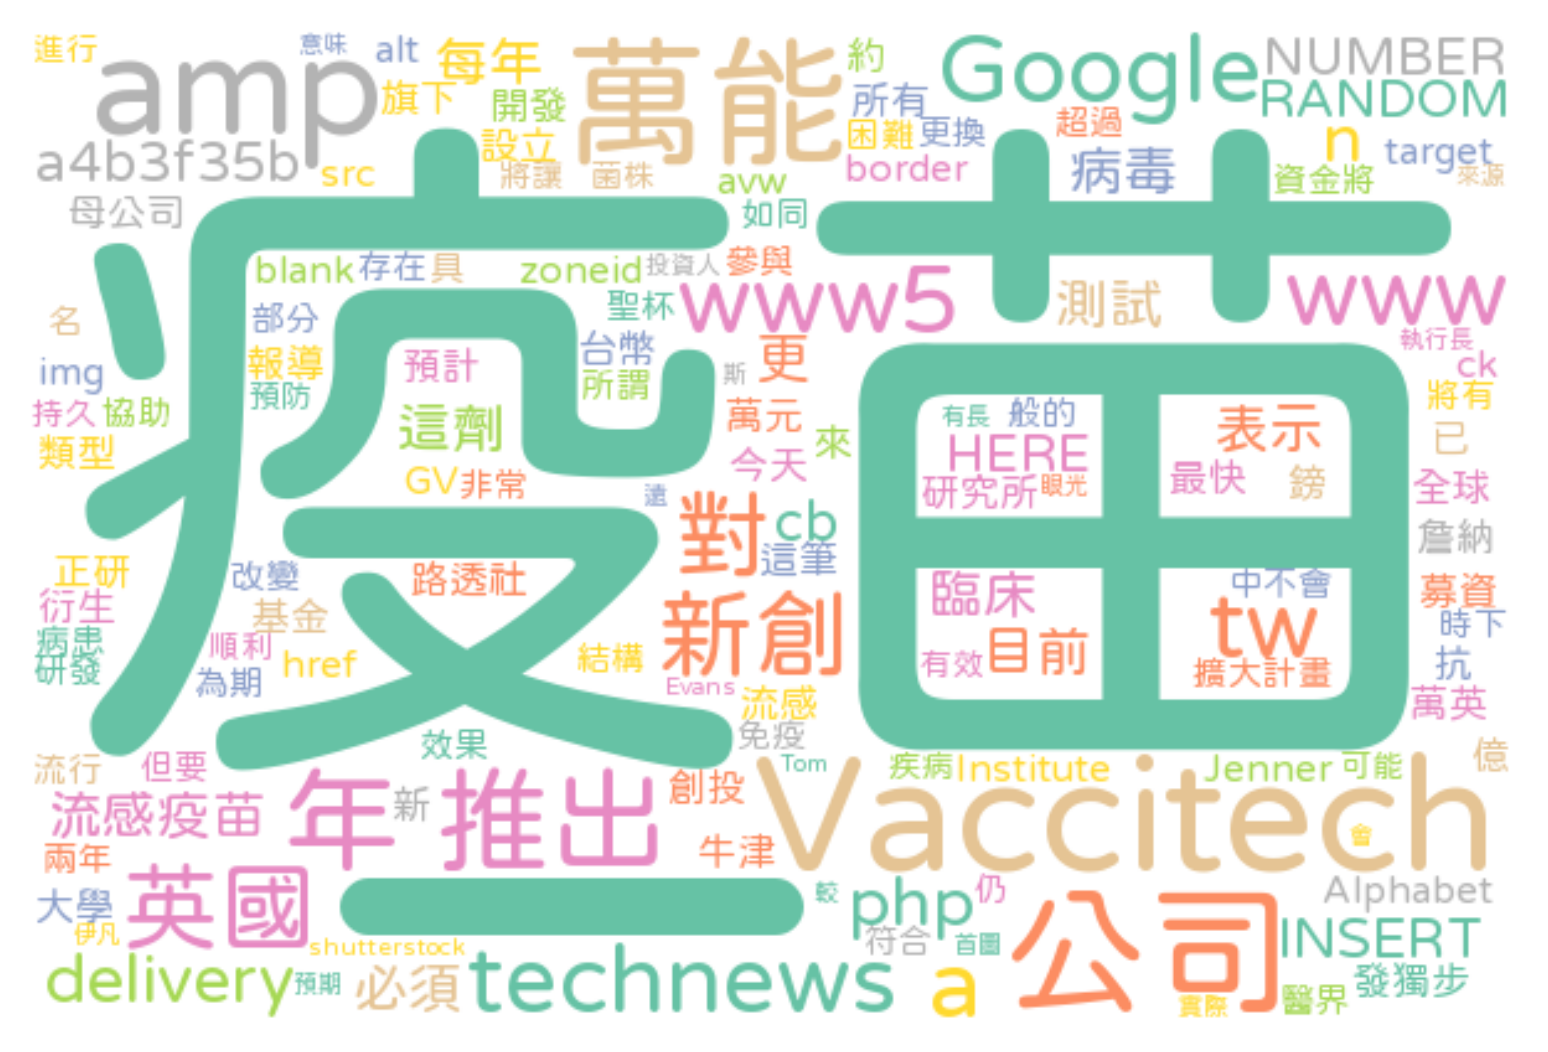 進行 意味 alt 每年 萬能 約 Google NUMBER
amp 旗下 開發 所有 RANDOM
a4b3f35b src 設立 困難 更換 超過 n target
將讓 菌株 avw border 病毒 資金將 來源
母公司 如同
blank 存在 具 zoneid 投資人 參與
名 部分 聖杯 www5 測試 www
img 報導 預計 台幣 更 執行長
預防 所謂 斯 ck
持久 協助 這劑 萬元 來 有長 般的 表示 將有
類型 HERE 已
GV 非常 今天 研究所 眼光 最快 鎊 全球
遠 對 cb 詹納
正研 改變 路透社 這筆 臨床 中不會 募資
衍生 基金 新創 tw 時下
病患 順利 目前
研發 為期 href 結構 有效 擴大計畫 抗
Evans 流感 萬英
疫苗
效果 免疫
流行 但要 Tom 疾病 Institute Jenner 可能 億
流感疫苗 年 新 推出 創投 Vaccitech
兩年 牛津 會
大學 英國 一 較 php 仍 Alphabet
伊凡 shutterstock 符合 首圖 公司 INSERT
delivery 預期 必須 technews a 實際 醫界 發獨步